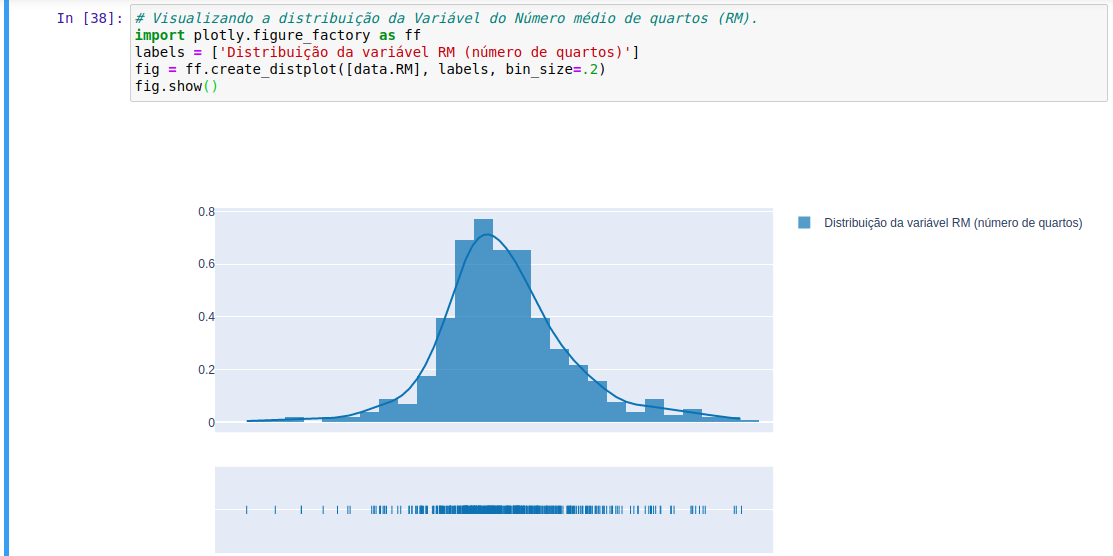 In [38]: # Visualizando a distribuição da Variável do Número médio de quartos (RM).
import plotly.figure_factory as ff
labels = ['Distribuição da variável RM (número de quartos)']
fig = ff.create_distplot([data.RM], labels, bin_size=.2)
fig.show()
0.8
0.6
0.4
0.2
0
Distribuição da variável RM (número de quartos)